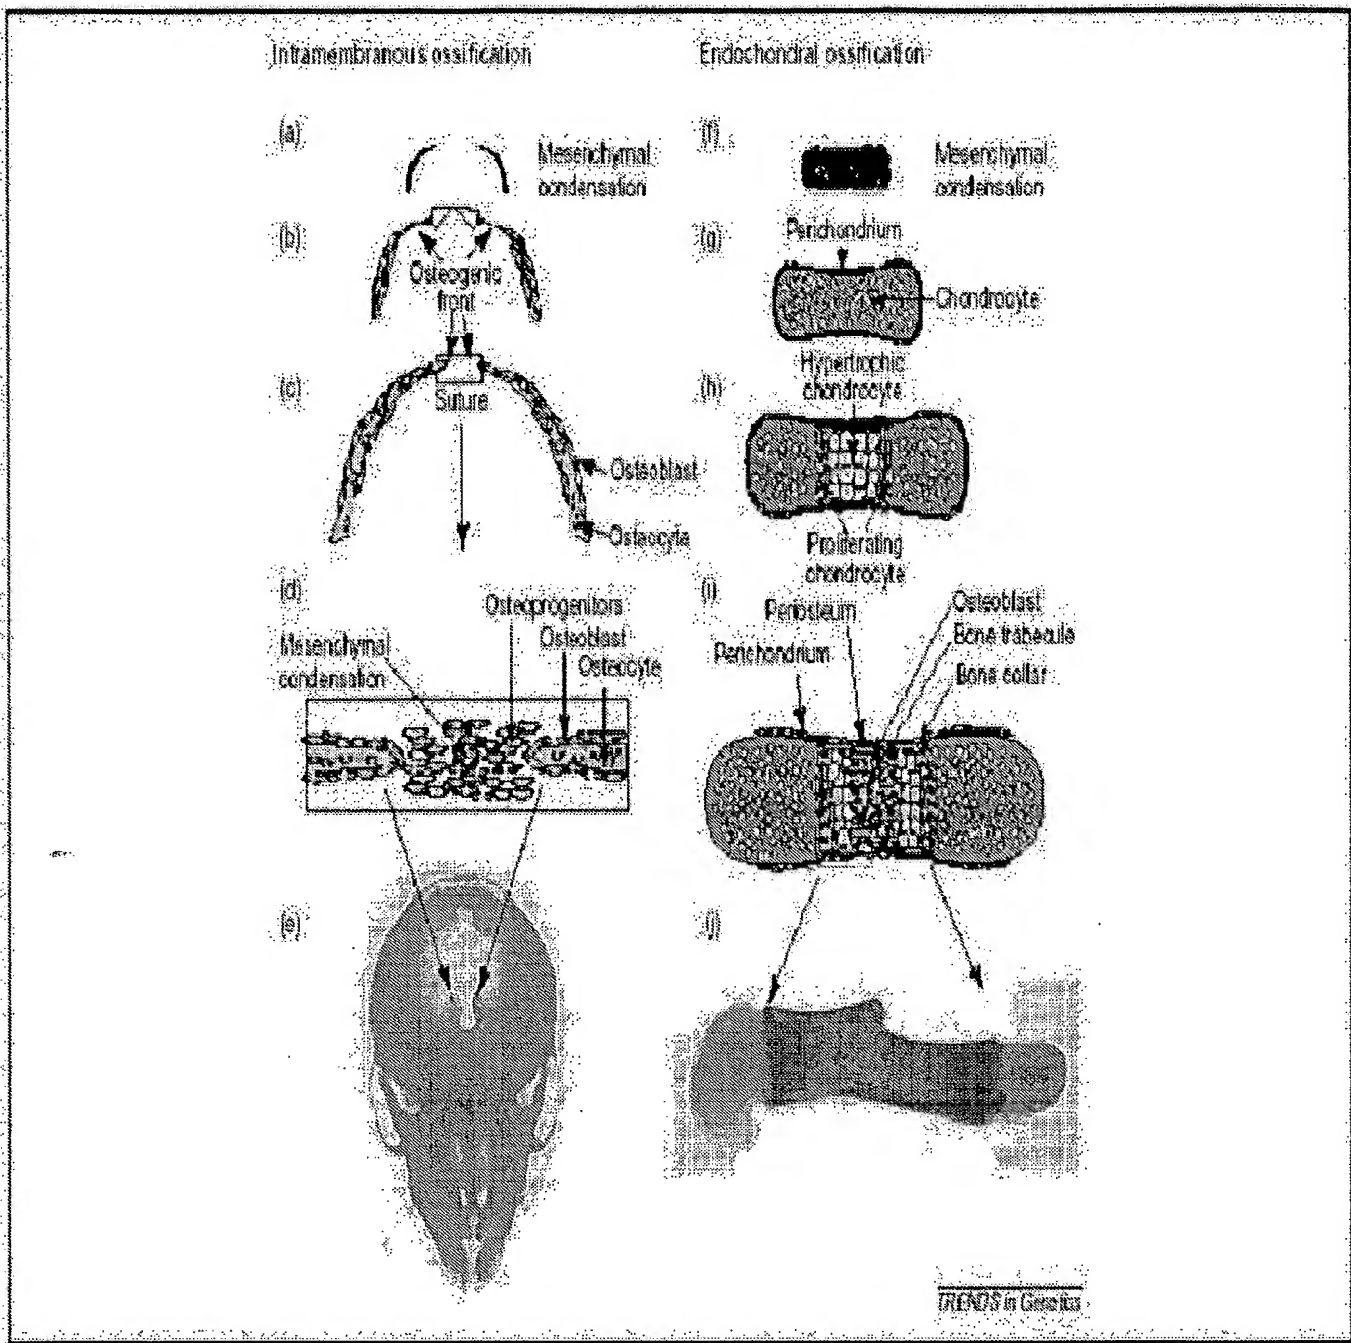 Intramembranous ossification
Endochondral ossification
(a)
Mesenchymal
condensation
(b)
Osteogenic
front
(c)
Suture
Osteoblast
Osteocyte
(d)
Osteoprogenitors
Osteoblast
Osteocyte
Mesenchymal
condensation
(e)
(f)
Mesenchymal
condensation
(g)
Perichondrium
Chondrocyte
Hypertrophic
chondrocyte
(h)
Proliferating
chondrocyte
(i)
Periosteum
Perichondrium
Osteoblast
Bone trabecule
Bone collar
(j)
TRENDS in Genetics